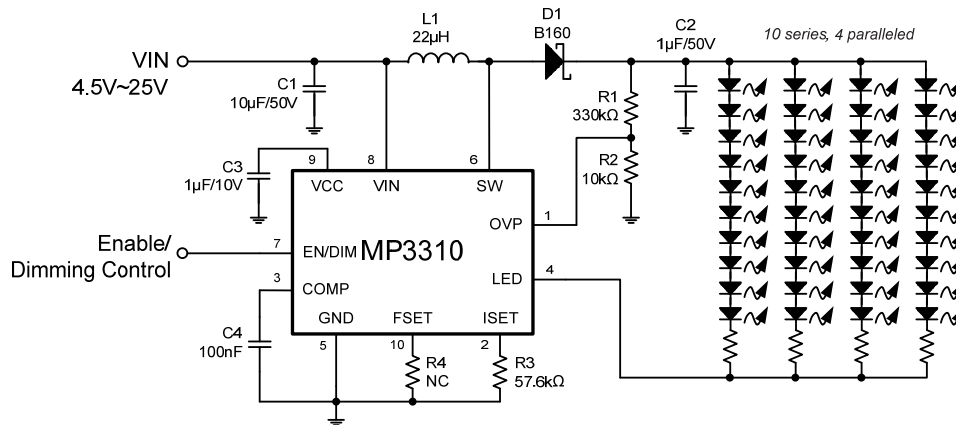 L1
22µH
D1
B160
C2
1µF/50V
10 series, 4 paralleled
VIN
4.5V~25V
C1
10µF/50V
R1
330kΩ
R2
10kΩ
C3
1µF/10V
9
8
6
VCC
VIN
SW
OVP
1
Enable/
Dimming Control
7
EN/DIM
MP3310
3
COMP
LED
4
C4
100nF
GND
FSET
ISET
5
10
2
R4
NC
R3
57.6kΩ